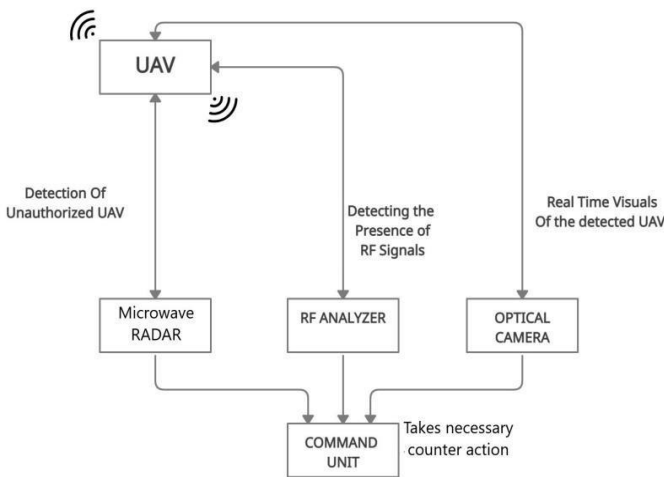 UAV
Detection Of
Unauthorized UAV
Detecting the
Presence of
RF Signals
Real Time Visuals
Of the detected UAV
Microwave
RADAR
RF ANALYZER
OPTICAL
CAMERA
COMMAND
UNIT
Takes necessary
counter action